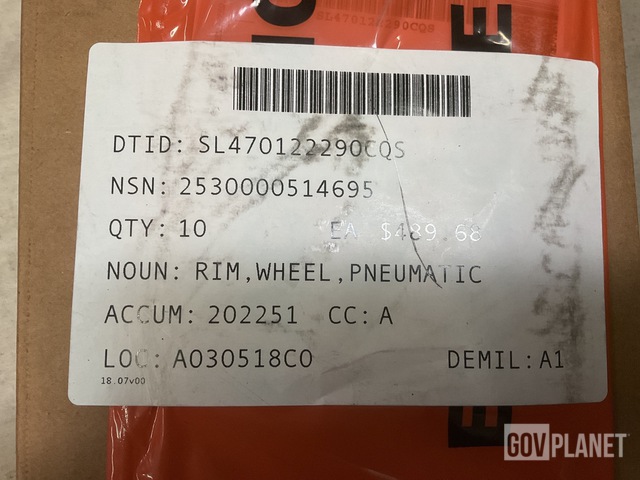 SL470122290CQS
DTID: SL470122290CQS
NSN: 2530000514695
QTY: 10 EA $489.68
NOUN: RIM,WHEEL,PNEUMATIC
ACCUM: 202251 CC: A
LOC: A030518C0 DEMIL: A1
18.07v00
GOVPLANET